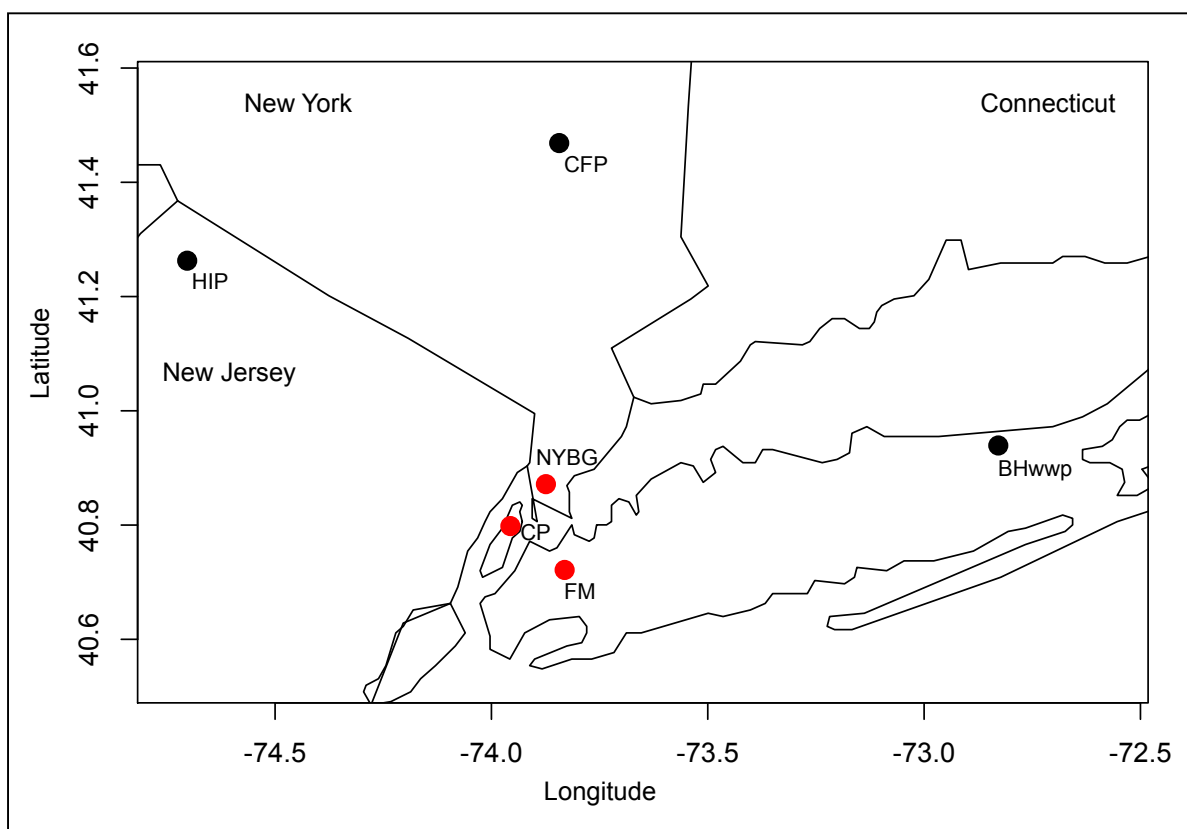 New York
Connecticut
CFP
HIP
New Jersey
NYBG
BHwwp
CP
FM
41.6
41.4
41.2
41.0
40.8
40.6
Latitude
-74.5
-74.0
-73.5
-73.0
-72.5
Longitude